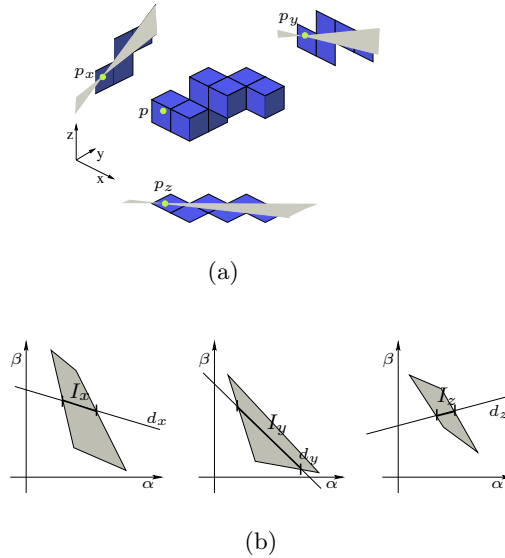 p_y
p_x
p
z
y
x
p_z
(a)
β I_x d_x α
β I_y d_y α
β I_z d_z α
(b)